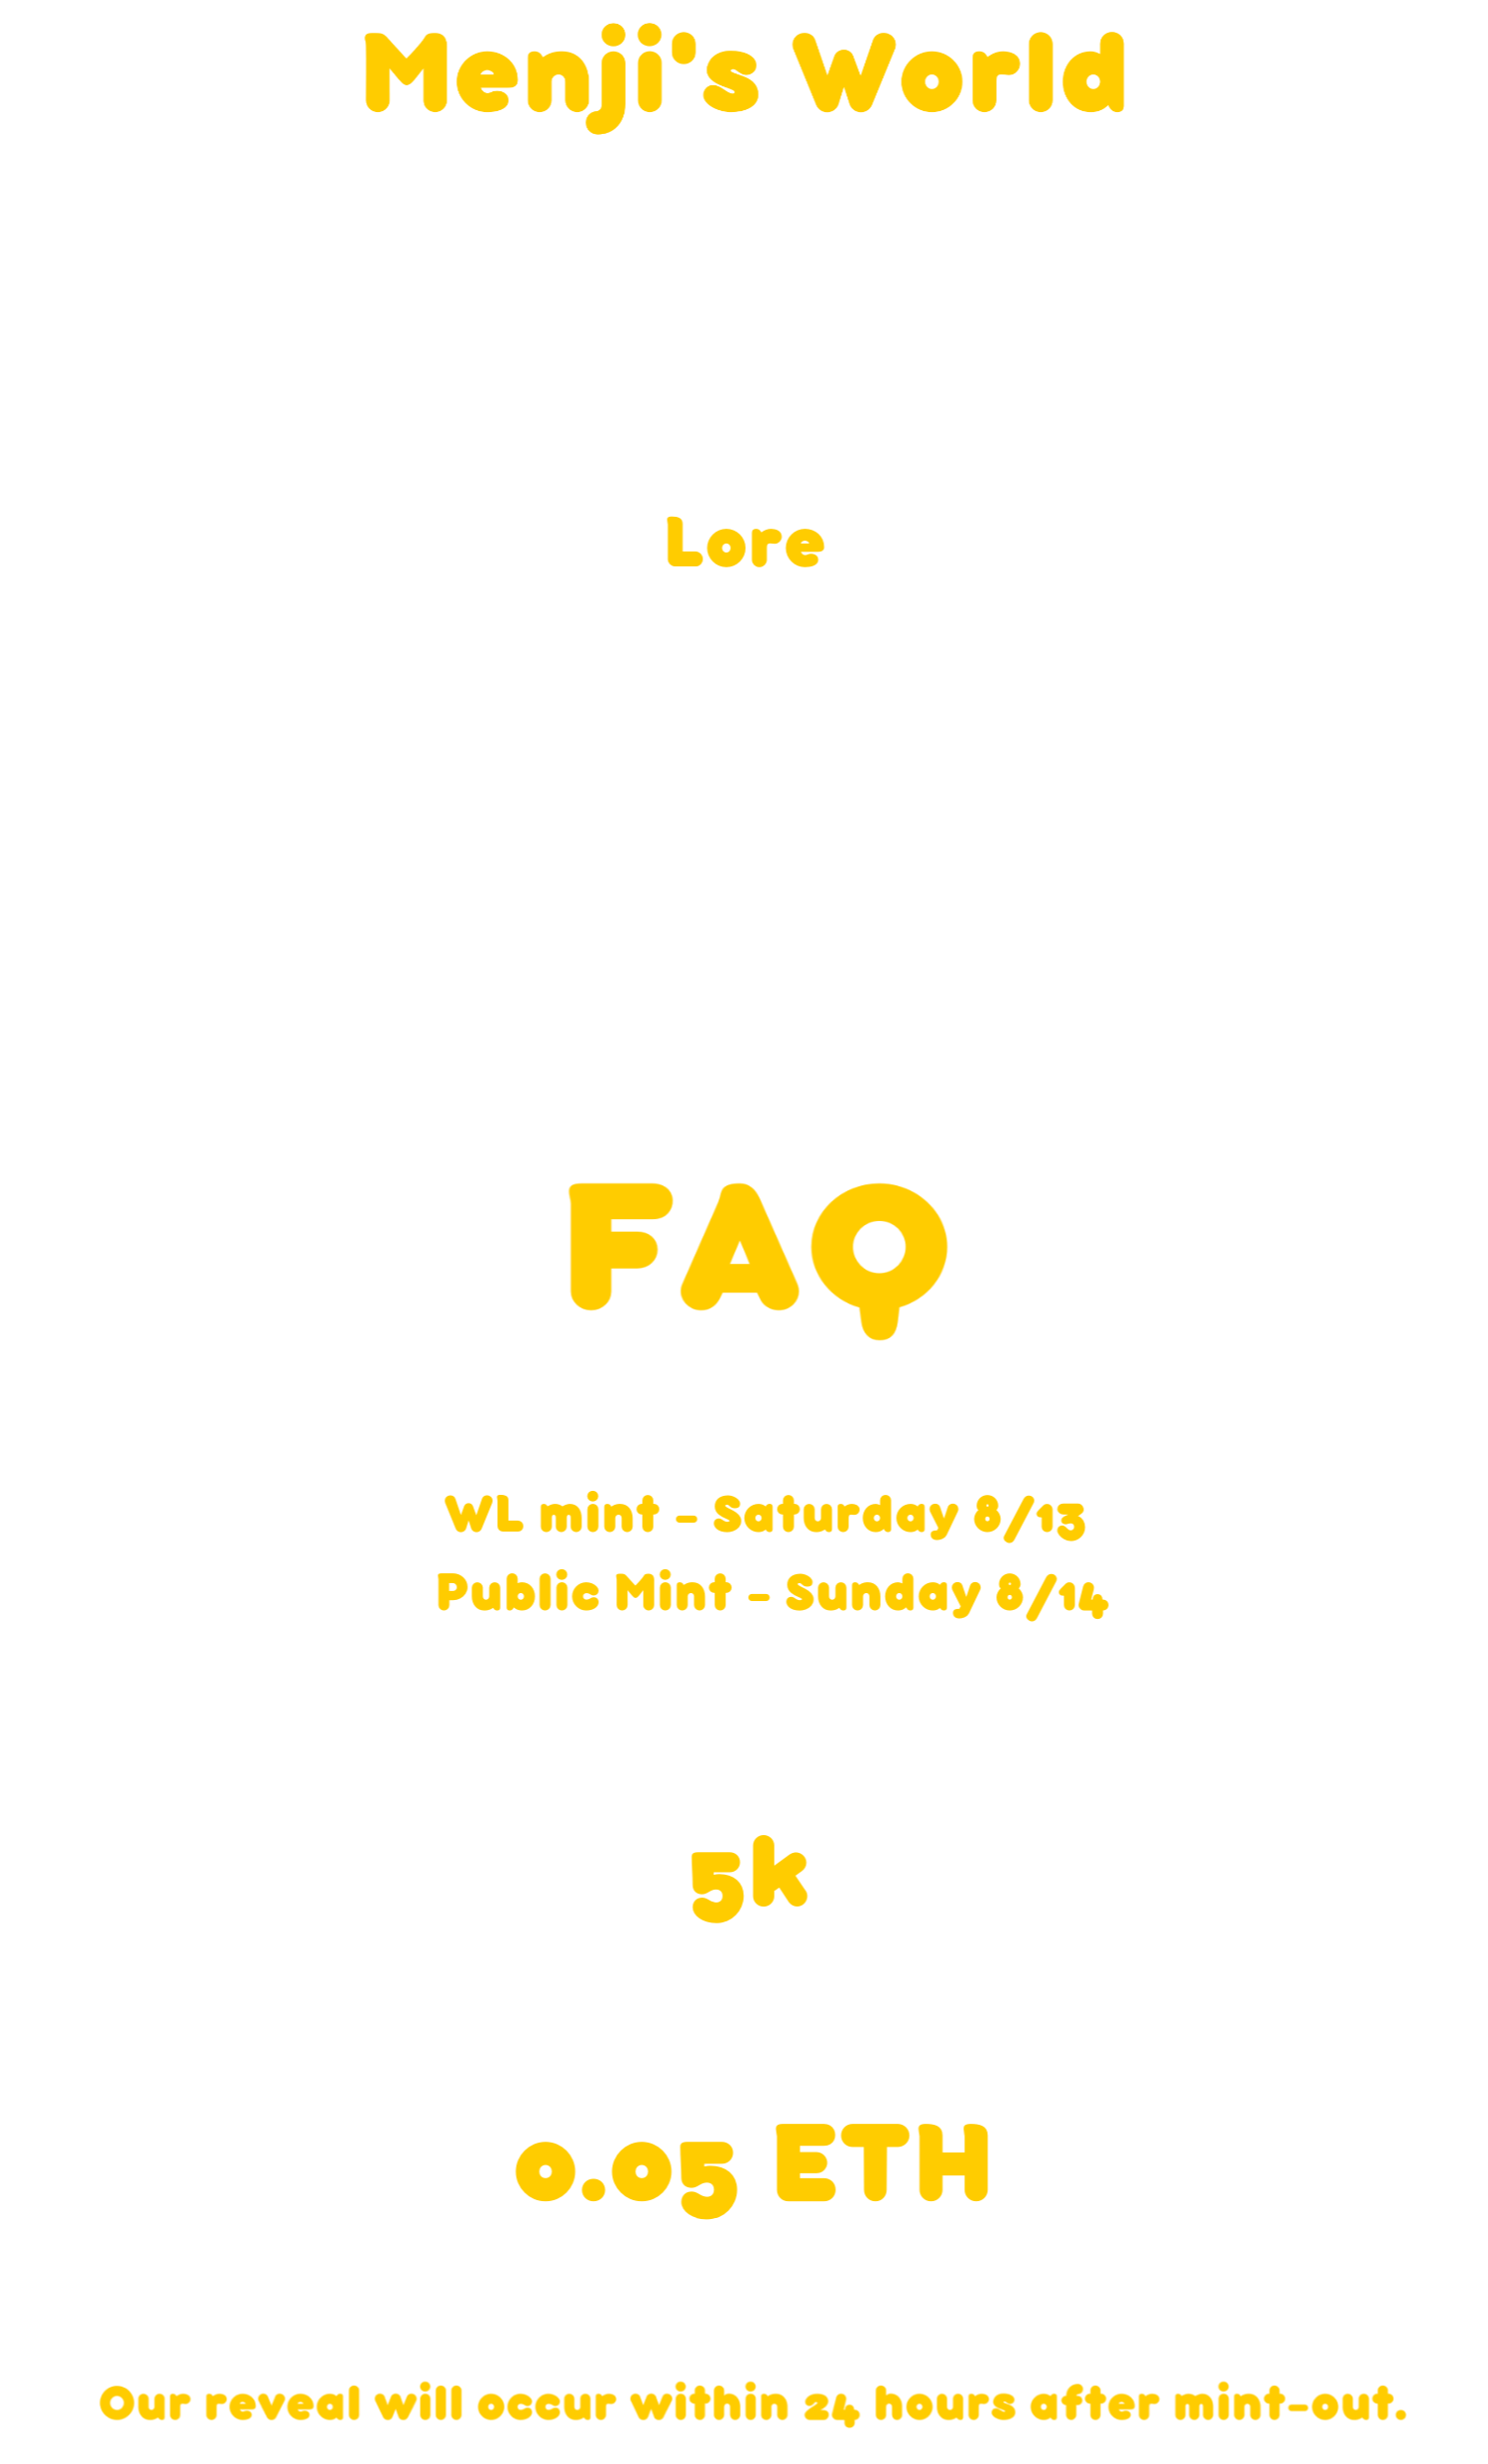 Menji's World
Lore
FAQ
WL mint - Saturday 8/13
Public Mint - Sunday 8/14
5k
0.05 ETH
Our reveal will occur within 24 hours after mint-out.